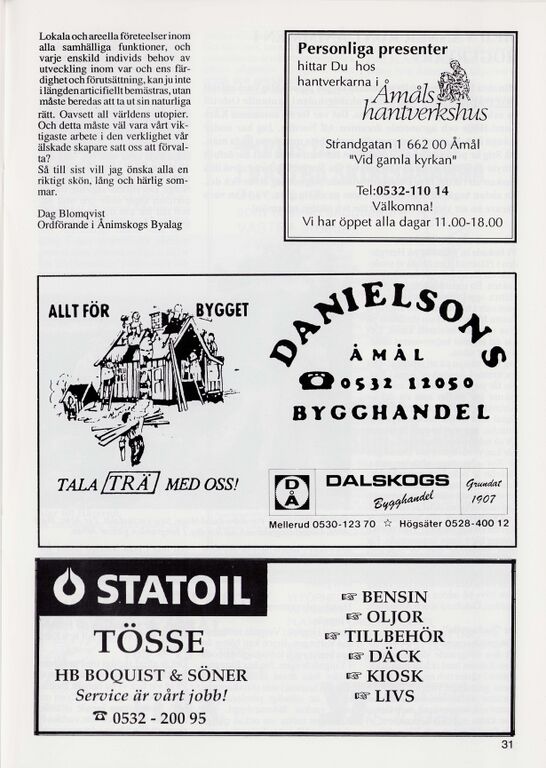 Lokala och areella företeelser inom
alla samhälliga funktioner, och
varje enskild individs behov av
utveckling inom var och ens fär-
dighet och förutsättning, kan ju inte
i längden artificiellt bemästras, utan
måste beredas att ta ut sin naturliga
rätt. Oavsett all världens utopier.
Och detta måste väl vara vårt vik-
tigaste arbete i den verklighet vår
älskade skapare satt oss att förval-
ta?
Så till sist vill jag önska alla en
riktigt skön, lång och härlig som-
mar.
Dag Blomqvist
Ordförande i Ånimskogs Byalag
Personliga presenter
hittar Du hos
hantverkarna i
Åmåls
hantverkshus
Strandgatan 1 662 00 Åmål
"Vid gamla kyrkan"
Tel:0532-110 14
Välkomna!
Vi har öppet alla dagar 11.00-18.00
ALLT FÖR BYGGET
TALA TRÄ MED OSS!
DANIELSONS
ÅMÅL
☎ 0532 12050
BYGGHANDEL
DÅ
DALSKOGS
Bygghandel
Grundat
1907
Mellerud 0530-123 70 ☆ Högsäter 0528-400 12
STATOIL
TÖSSE
HB BOQUIST & SÖNER
Service är vårt jobb!
☎ 0532 - 200 95
☞ BENSIN
☞ OLJOR
☞ TILLBEHÖR
☞ DÄCK
☞ KIOSK
☞ LIVS
31